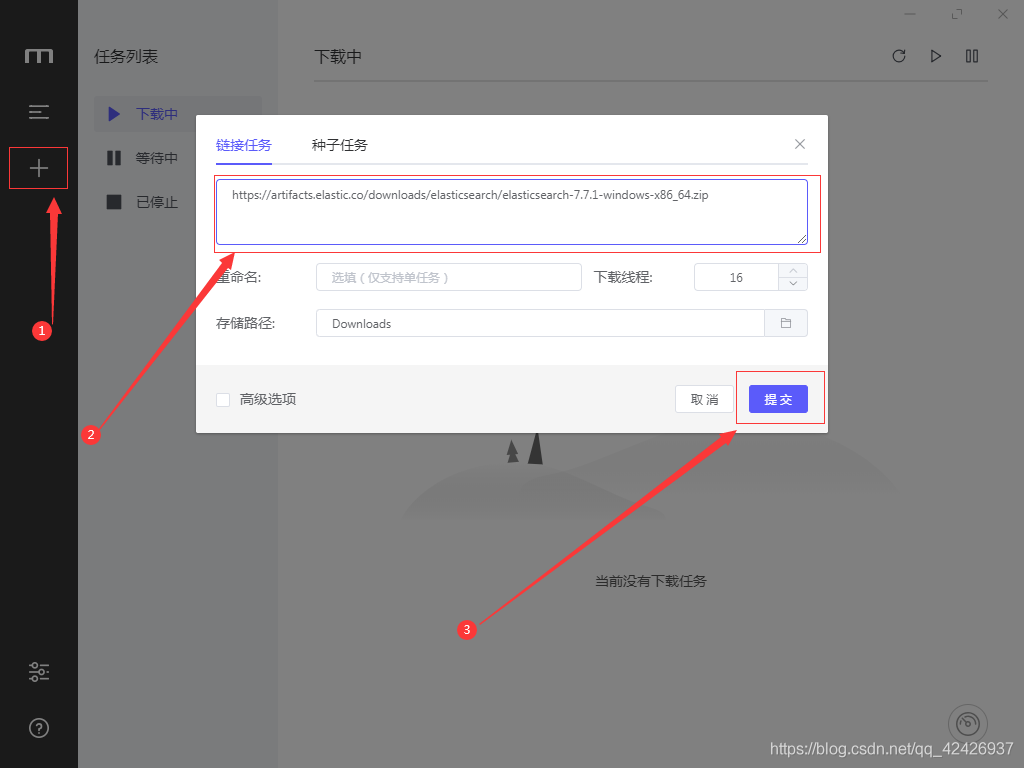 任务列表
下载中
下载中
等待中
已停止
链接任务
种子任务
https://artifacts.elastic.co/downloads/elasticsearch/elasticsearch-7.7.1-windows-x86_64.zip
重命名:
选填（仅支持单任务）
下载线程:
16
存储路径:
Downloads
高级选项
取消
提交
1
2
3
当前没有下载任务
https://blog.csdn.net/qq_42426937